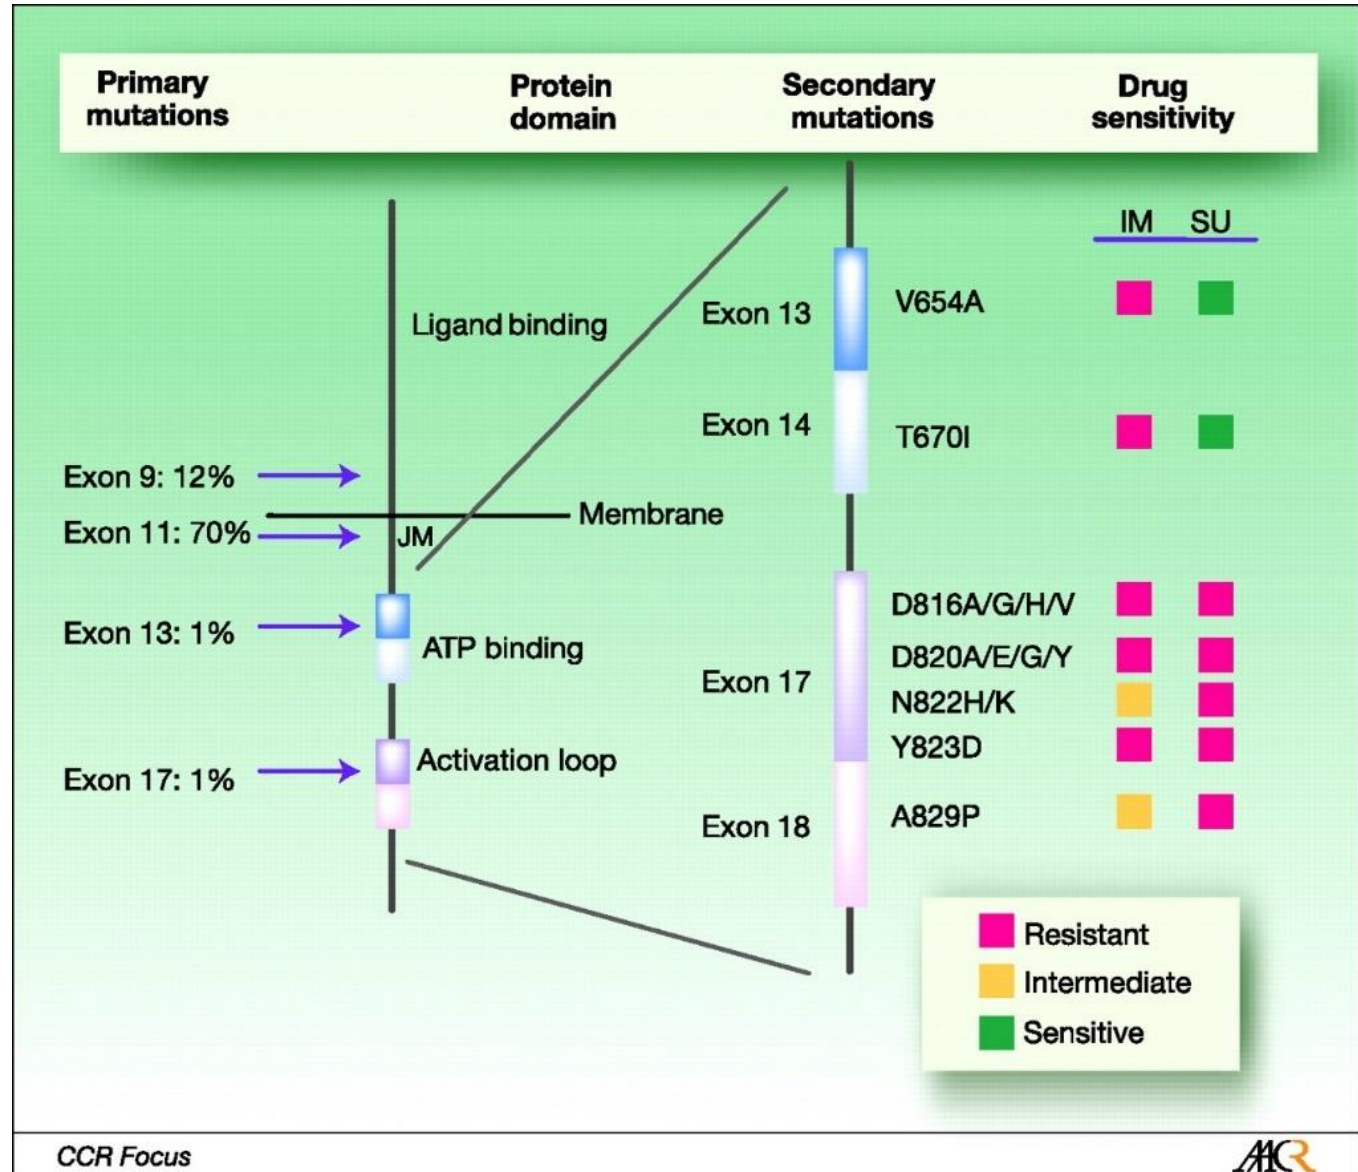 Primary
mutations
Protein
domain
Secondary
mutations
Drug
sensitivity
IM SU
Ligand binding
Exon 13 V654A
Exon 14 T670I
Exon 9: 12%
Membrane
Exon 11: 70% JM
Exon 13: 1%
ATP binding
Exon 17: 1%
Activation loop
Exon 17
D816A/G/H/V
D820A/E/G/Y
N822H/K
Y823D
Exon 18 A829P
Resistant
Intermediate
Sensitive
CCR Focus
AACR